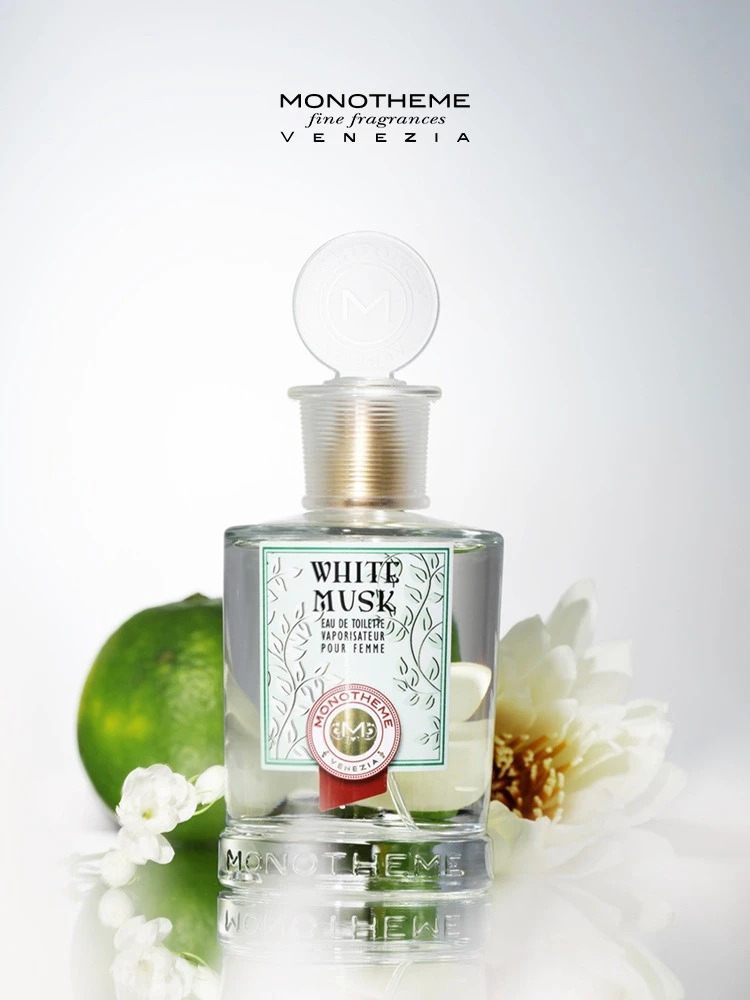 MONOTHEME
fine fragrances
VENEZIA
M
WHITE
MUSK
EAU DE TOILETTE
VAPORISATEUR
POUR FEMME
MONOTHEME
M
VENEZIA
MONOTHEME